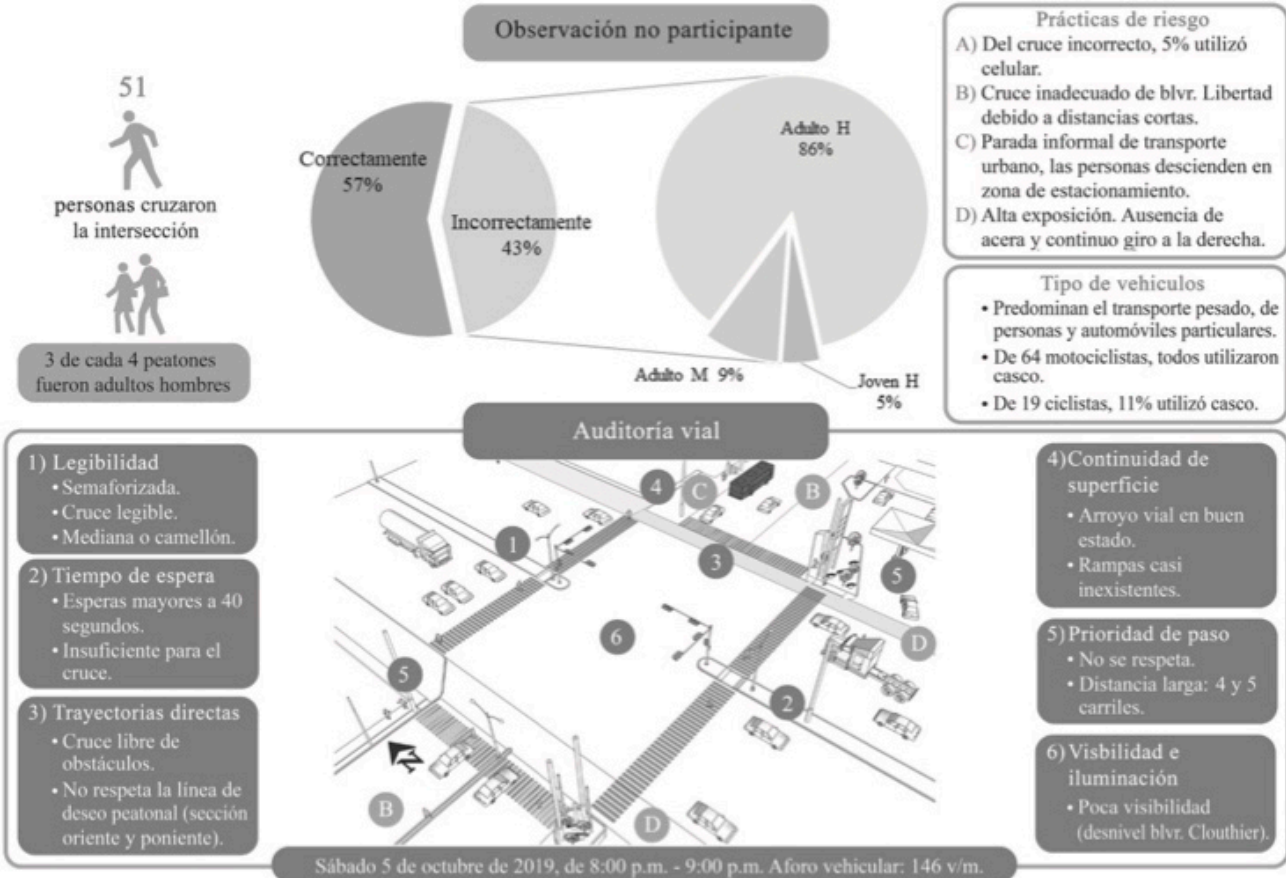 Observación no participante
51
personas cruzaron
la intersección
3 de cada 4 peatones
fueron adultos hombres
Correctamente
57%
Incorrectamente
43%
Adulto H
86%
Adulto M 9%
Joven H
5%
Prácticas de riesgo
A) Del cruce incorrecto, 5% utilizó
celular.
B) Cruce inadecuado de blvr. Libertad
debido a distancias cortas.
C) Parada informal de transporte
urbano, las personas descienden en
zona de estacionamiento.
D) Alta exposición. Ausencia de
acera y continuo giro a la derecha.
Tipo de vehiculos
• Predominan el transporte pesado, de
personas y automóviles particulares.
• De 64 motociclistas, todos utilizaron
casco.
• De 19 ciclistas, 11% utilizó casco.
Auditoría vial
1) Legibilidad
• Semaforizada.
• Cruce legible.
• Mediana o camellón.
2) Tiempo de espera
• Esperas mayores a 40
segundos.
• Insuficiente para el
cruce.
3) Trayectorias directas
• Cruce libre de
obstáculos.
• No respeta la línea de
deseo peatonal (sección
oriente y poniente).
4
C
B
1
3
5
6
D
5
2
N
B
D
4) Continuidad de
superficie
• Arroyo vial en buen
estado.
• Rampas casi
inexistentes.
5) Prioridad de paso
• No se respeta.
• Distancia larga: 4 y 5
carriles.
6) Visbilidad e
iluminación
• Poca visibilidad
(desnivel blvr. Clouthier).
Sábado 5 de octubre de 2019, de 8:00 p.m. - 9:00 p.m. Aforo vehicular: 146 v/m.